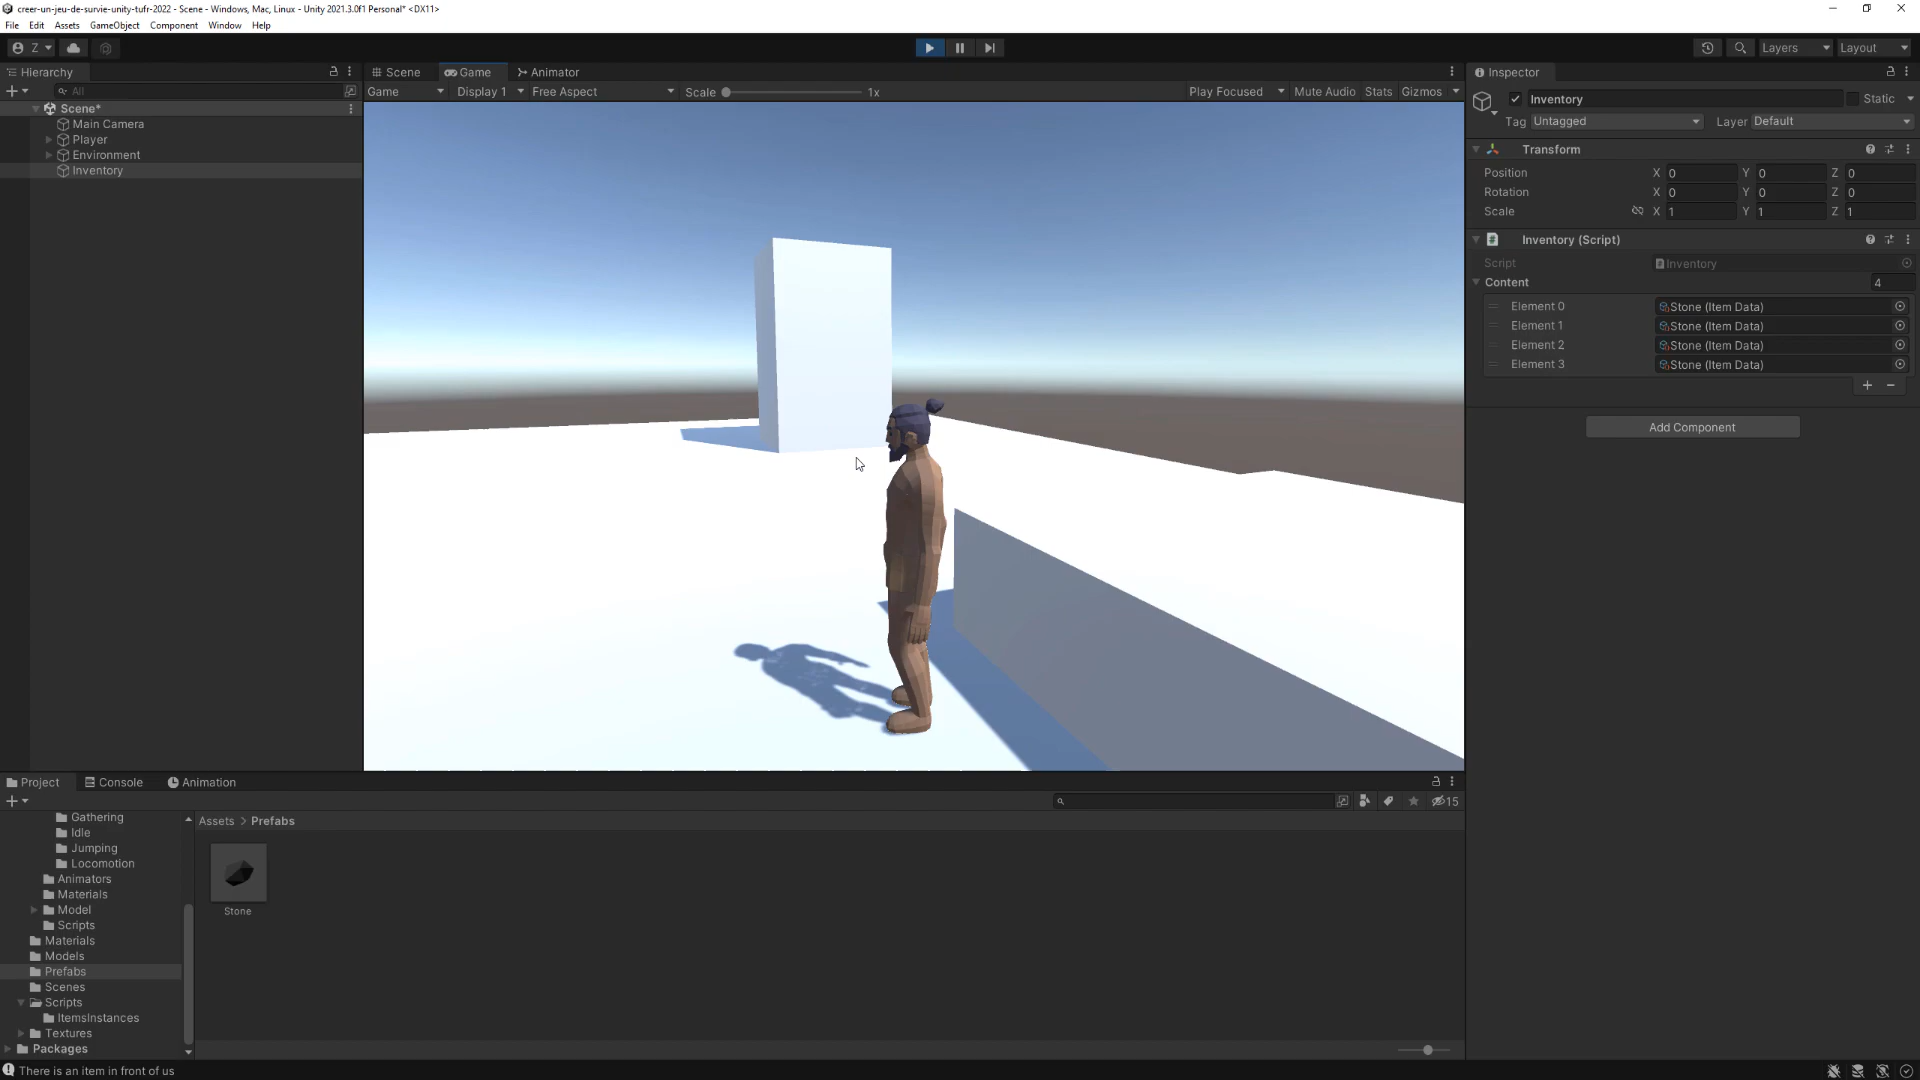 creer-un-jeu-de-survie-unity-tufr-2022 - Scene - Windows, Mac, Linux - Unity 2021.3.0f1 Personal* <DX11>
File Edit Assets GameObject Component Window Help
Z Layers Layout
Hierarchy Scene Game Animator Inspector
All Game Display 1 Free Aspect Scale 1x Play Focused Mute Audio Stats Gizmos
Scene*
Main Camera
Player
Environment
Inventory
Inventory Static
Tag Untagged Layer Default
Transform
Position X 0 Y 0 Z 0
Rotation X 0 Y 0 Z 0
Scale X 1 Y 1 Z 1
Inventory (Script)
Script Inventory
Content 4
Element 0 Stone (Item Data)
Element 1 Stone (Item Data)
Element 2 Stone (Item Data)
Element 3 Stone (Item Data)
+ −
Add Component
Project Console Animation
15
Gathering
Idle
Jumping
Locomotion
Animators
Materials
Model
Scripts
Materials
Models
Prefabs
Scenes
Scripts
ItemsInstances
Textures
Packages
Assets > Prefabs
Stone
There is an item in front of us